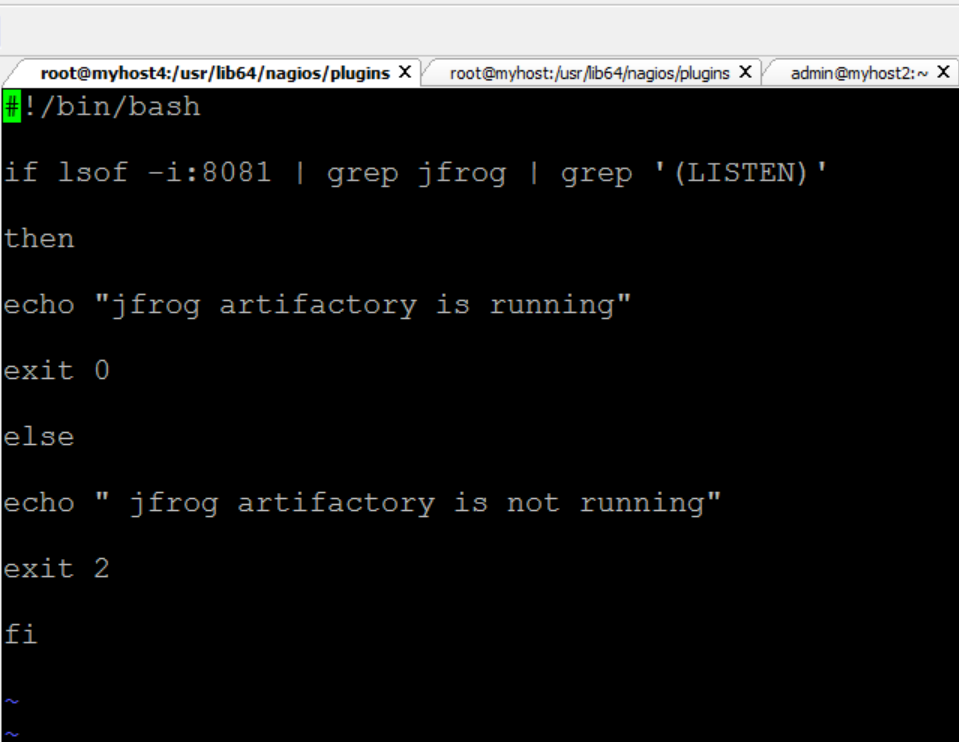 root@myhost4:/usr/lib64/nagios/plugins X root@myhost:/usr/lib64/nagios/plugins X admin@myhost2:~ X
#!/bin/bash
if lsof -i:8081 | grep jfrog | grep '(LISTEN)'
then
echo "jfrog artifactory is running"
exit 0
else
echo " jfrog artifactory is not running"
exit 2
fi
~
~